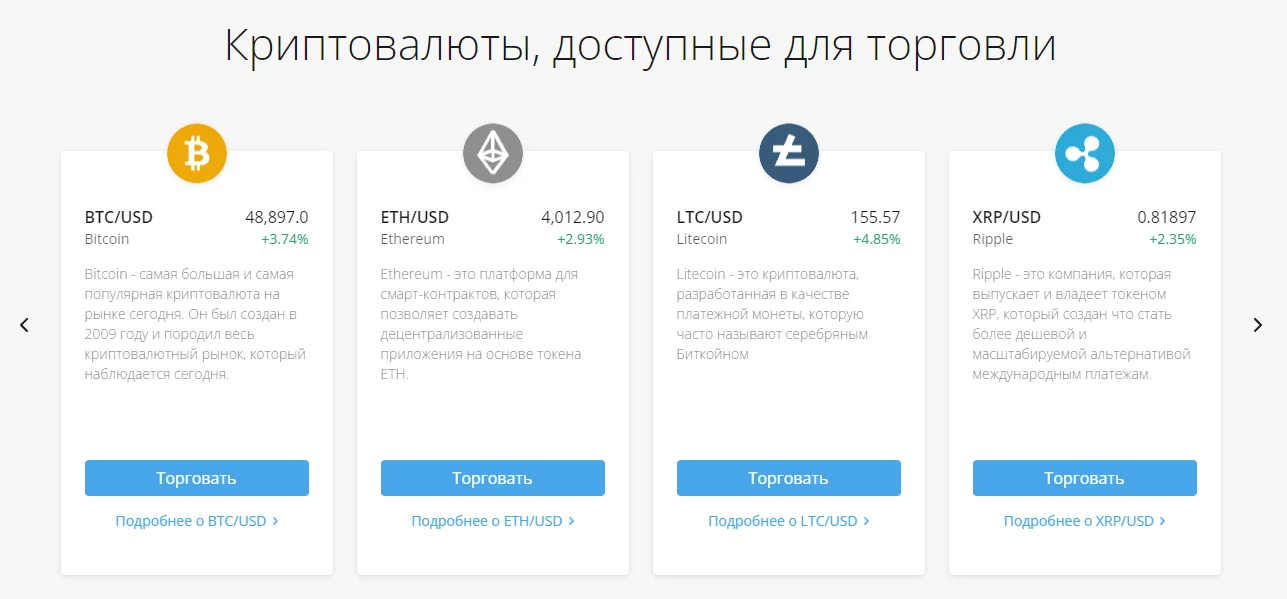 Криптовалюты, доступные для торговли
BTC/USD 48,897.0
Bitcoin +3.74%
Bitcoin - самая большая и самая
популярная криптовалюта на
рынке сегодня. Он был создан в
2009 году и породил весь
криптовалютный рынок, который
наблюдается сегодня.
Торговать
Подробнее о BTC/USD >
ETH/USD 4,012.90
Ethereum +2.93%
Ethereum - это платформа для
смарт-контрактов, которая
позволяет создавать
децентрализованные
приложения на основе токена
ETH.
Торговать
Подробнее о ETH/USD >
LTC/USD 155.57
Litecoin +4.85%
Litecoin - это криптовалюта,
разработанная в качестве
платежной монеты, которую
часто называют серебряным
Биткойном
Торговать
Подробнее о LTC/USD >
XRP/USD 0.81897
Ripple +2.35%
Ripple - это компания, которая
выпускает и владеет токеном
XRP, который создан что стать
более дешевой и
масштабируемой альтернативой
международным платежам.
Торговать
Подробнее о XRP/USD >